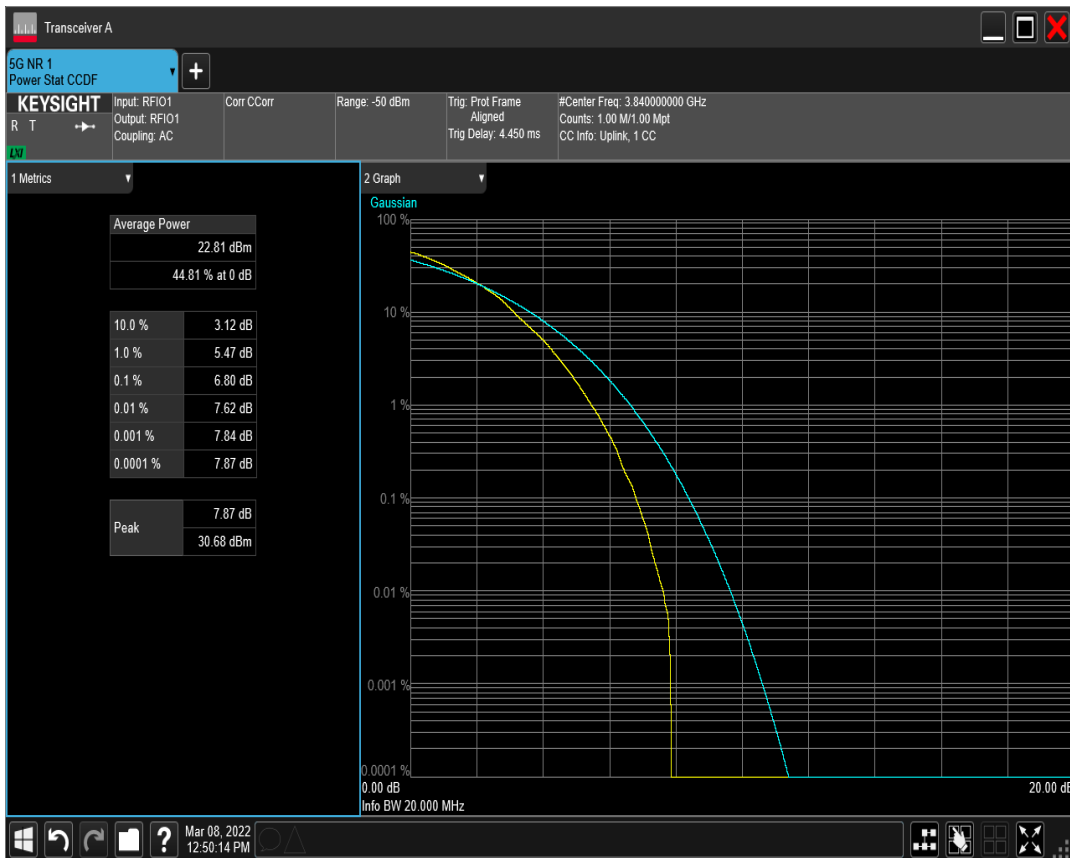 Transceiver A
5G NR 1
Power Stat CCDF
KEYSIGHT
R T
LXI
Input: RFIO1
Output: RFIO1
Coupling: AC
Corr CCorr
Range: -50 dBm
Trig: Prot Frame
Aligned
Trig Delay: 4.450 ms
#Center Freq: 3.840000000 GHz
Counts: 1.00 M/1.00 Mpt
CC Info: Uplink, 1 CC
1 Metrics
Average Power
22.81 dBm
44.81 % at 0 dB
10.0 % 3.12 dB
1.0 % 5.47 dB
0.1 % 6.80 dB
0.01 % 7.62 dB
0.001 % 7.84 dB
0.0001 % 7.87 dB
Peak
7.87 dB
30.68 dBm
2 Graph
Gaussian
100 %
10 %
1 %
0.1 %
0.01 %
0.001 %
0.0001 %
0.00 dB 20.00 dB
Info BW 20.000 MHz
Mar 08, 2022
12:50:14 PM